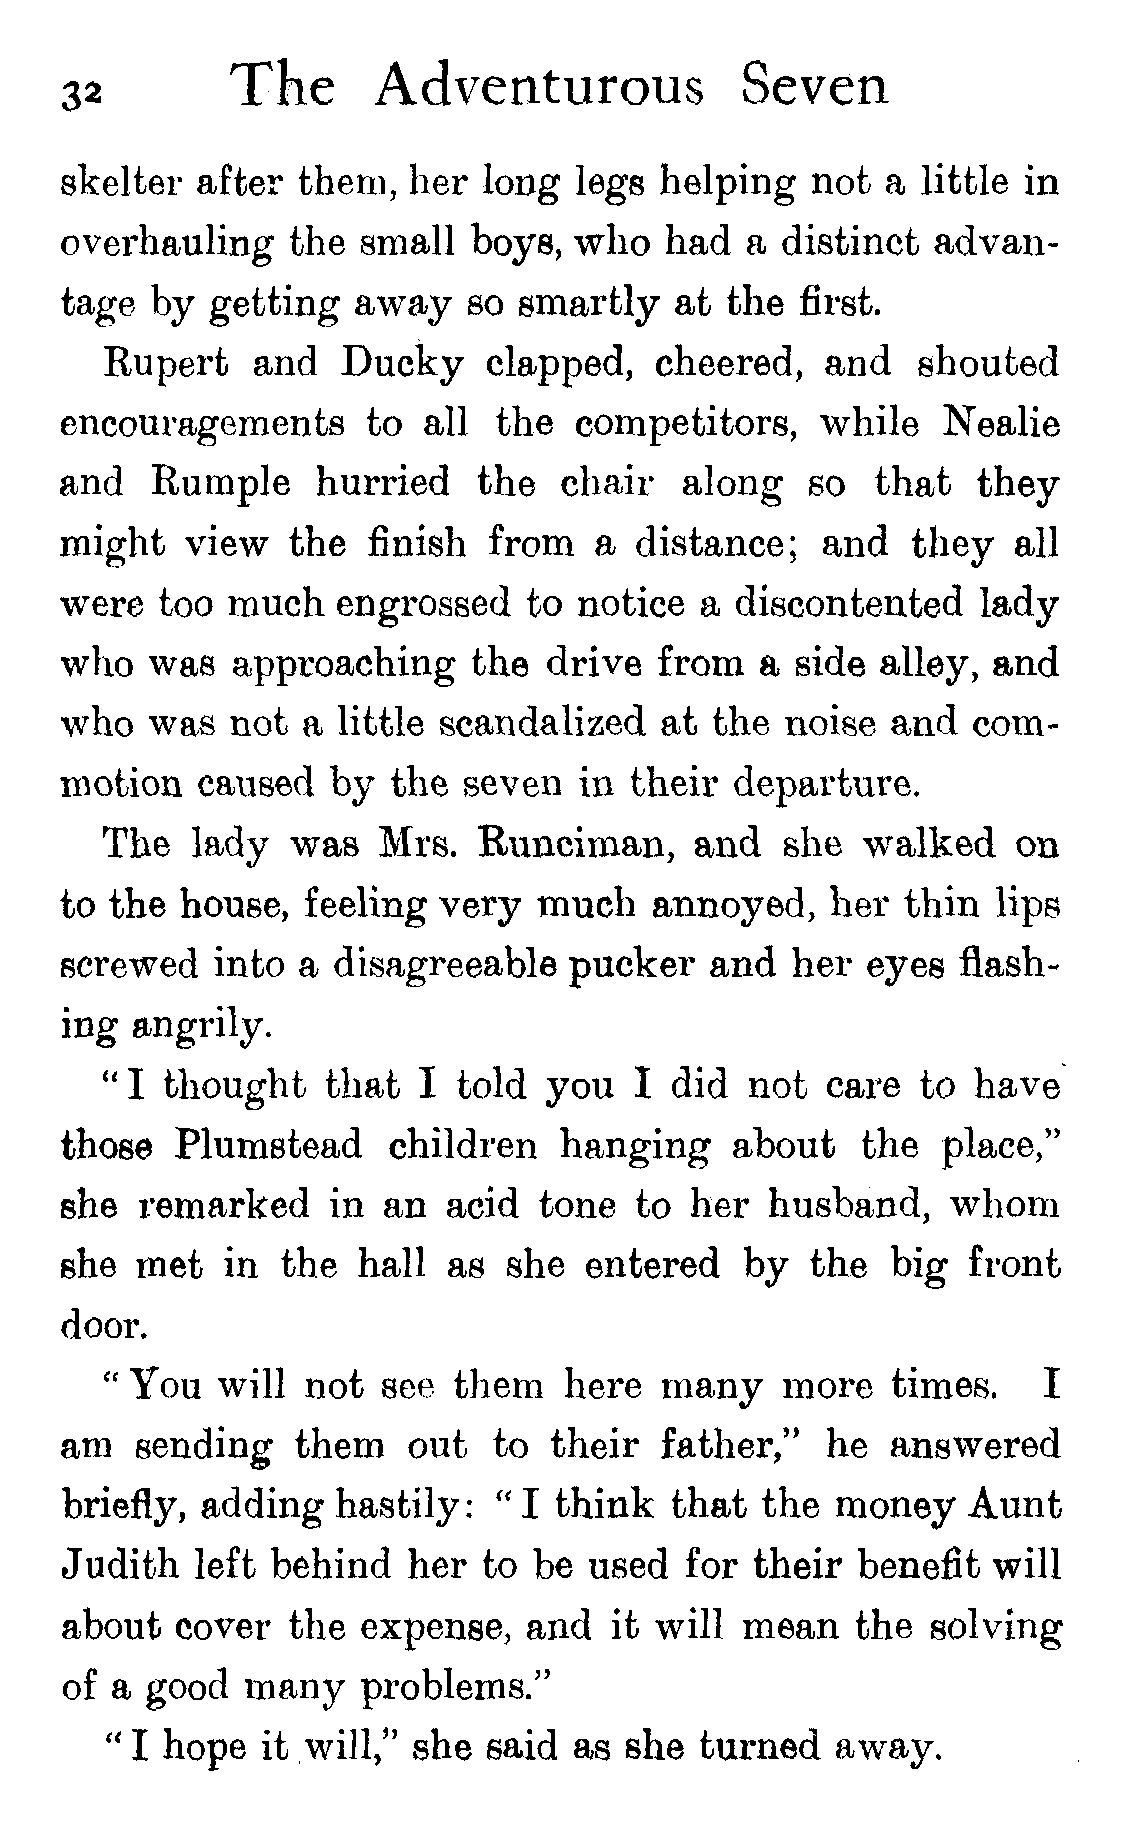 32 The Adventurous Seven
skelter after them, her long legs helping not a little in
overhauling the small boys, who had a distinct advan-
tage by getting away so smartly at the first.
Rupert and Ducky clapped, cheered, and shouted
encouragements to all the competitors, while Nealie
and Rumple hurried the chair along so that they
might view the finish from a distance; and they all
were too much engrossed to notice a discontented lady
who was approaching the drive from a side alley, and
who was not a little scandalized at the noise and com-
motion caused by the seven in their departure.
The lady was Mrs. Runciman, and she walked on
to the house, feeling very much annoyed, her thin lips
screwed into a disagreeable pucker and her eyes flash-
ing angrily.
“I thought that I told you I did not care to have
those Plumstead children hanging about the place,”
she remarked in an acid tone to her husband, whom
she met in the hall as she entered by the big front
door.
“You will not see them here many more times. I
am sending them out to their father,” he answered
briefly, adding hastily: “I think that the money Aunt
Judith left behind her to be used for their benefit will
about cover the expense, and it will mean the solving
of a good many problems.”
“I hope it will,” she said as she turned away.